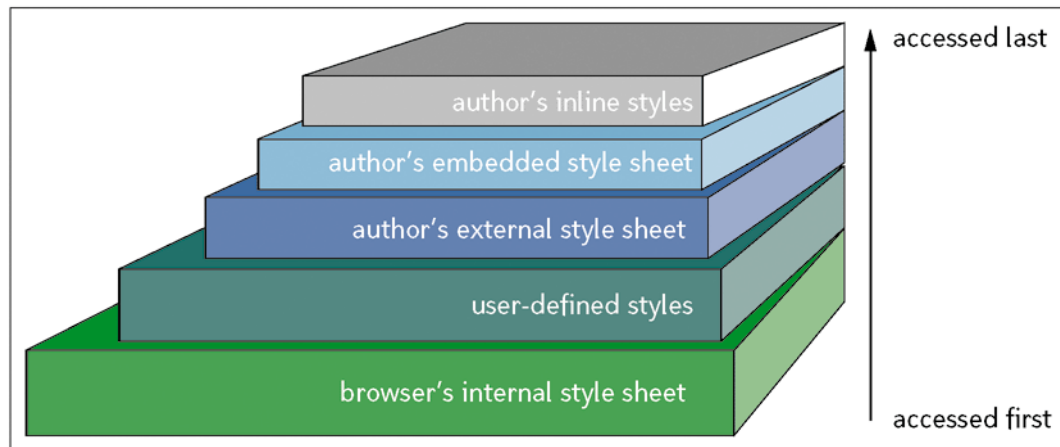 accessed last
author's inline styles
author's embedded style sheet
author's external style sheet
user-defined styles
browser's internal style sheet
accessed first